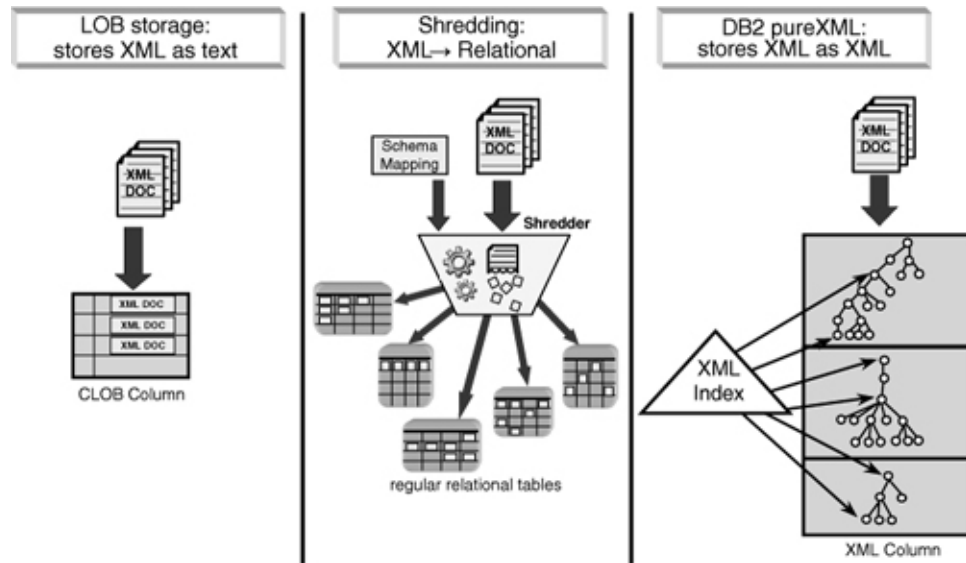 LOB storage:
stores XML as text
XML
DOC
XML DOC
XML DOC
XML DOC
CLOB Column
Shredding:
XML→ Relational
Schema
Mapping
XML
DOC
Shredder
regular relational tables
DB2 pureXML:
stores XML as XML
XML
DOC
XML
Index
XML Column